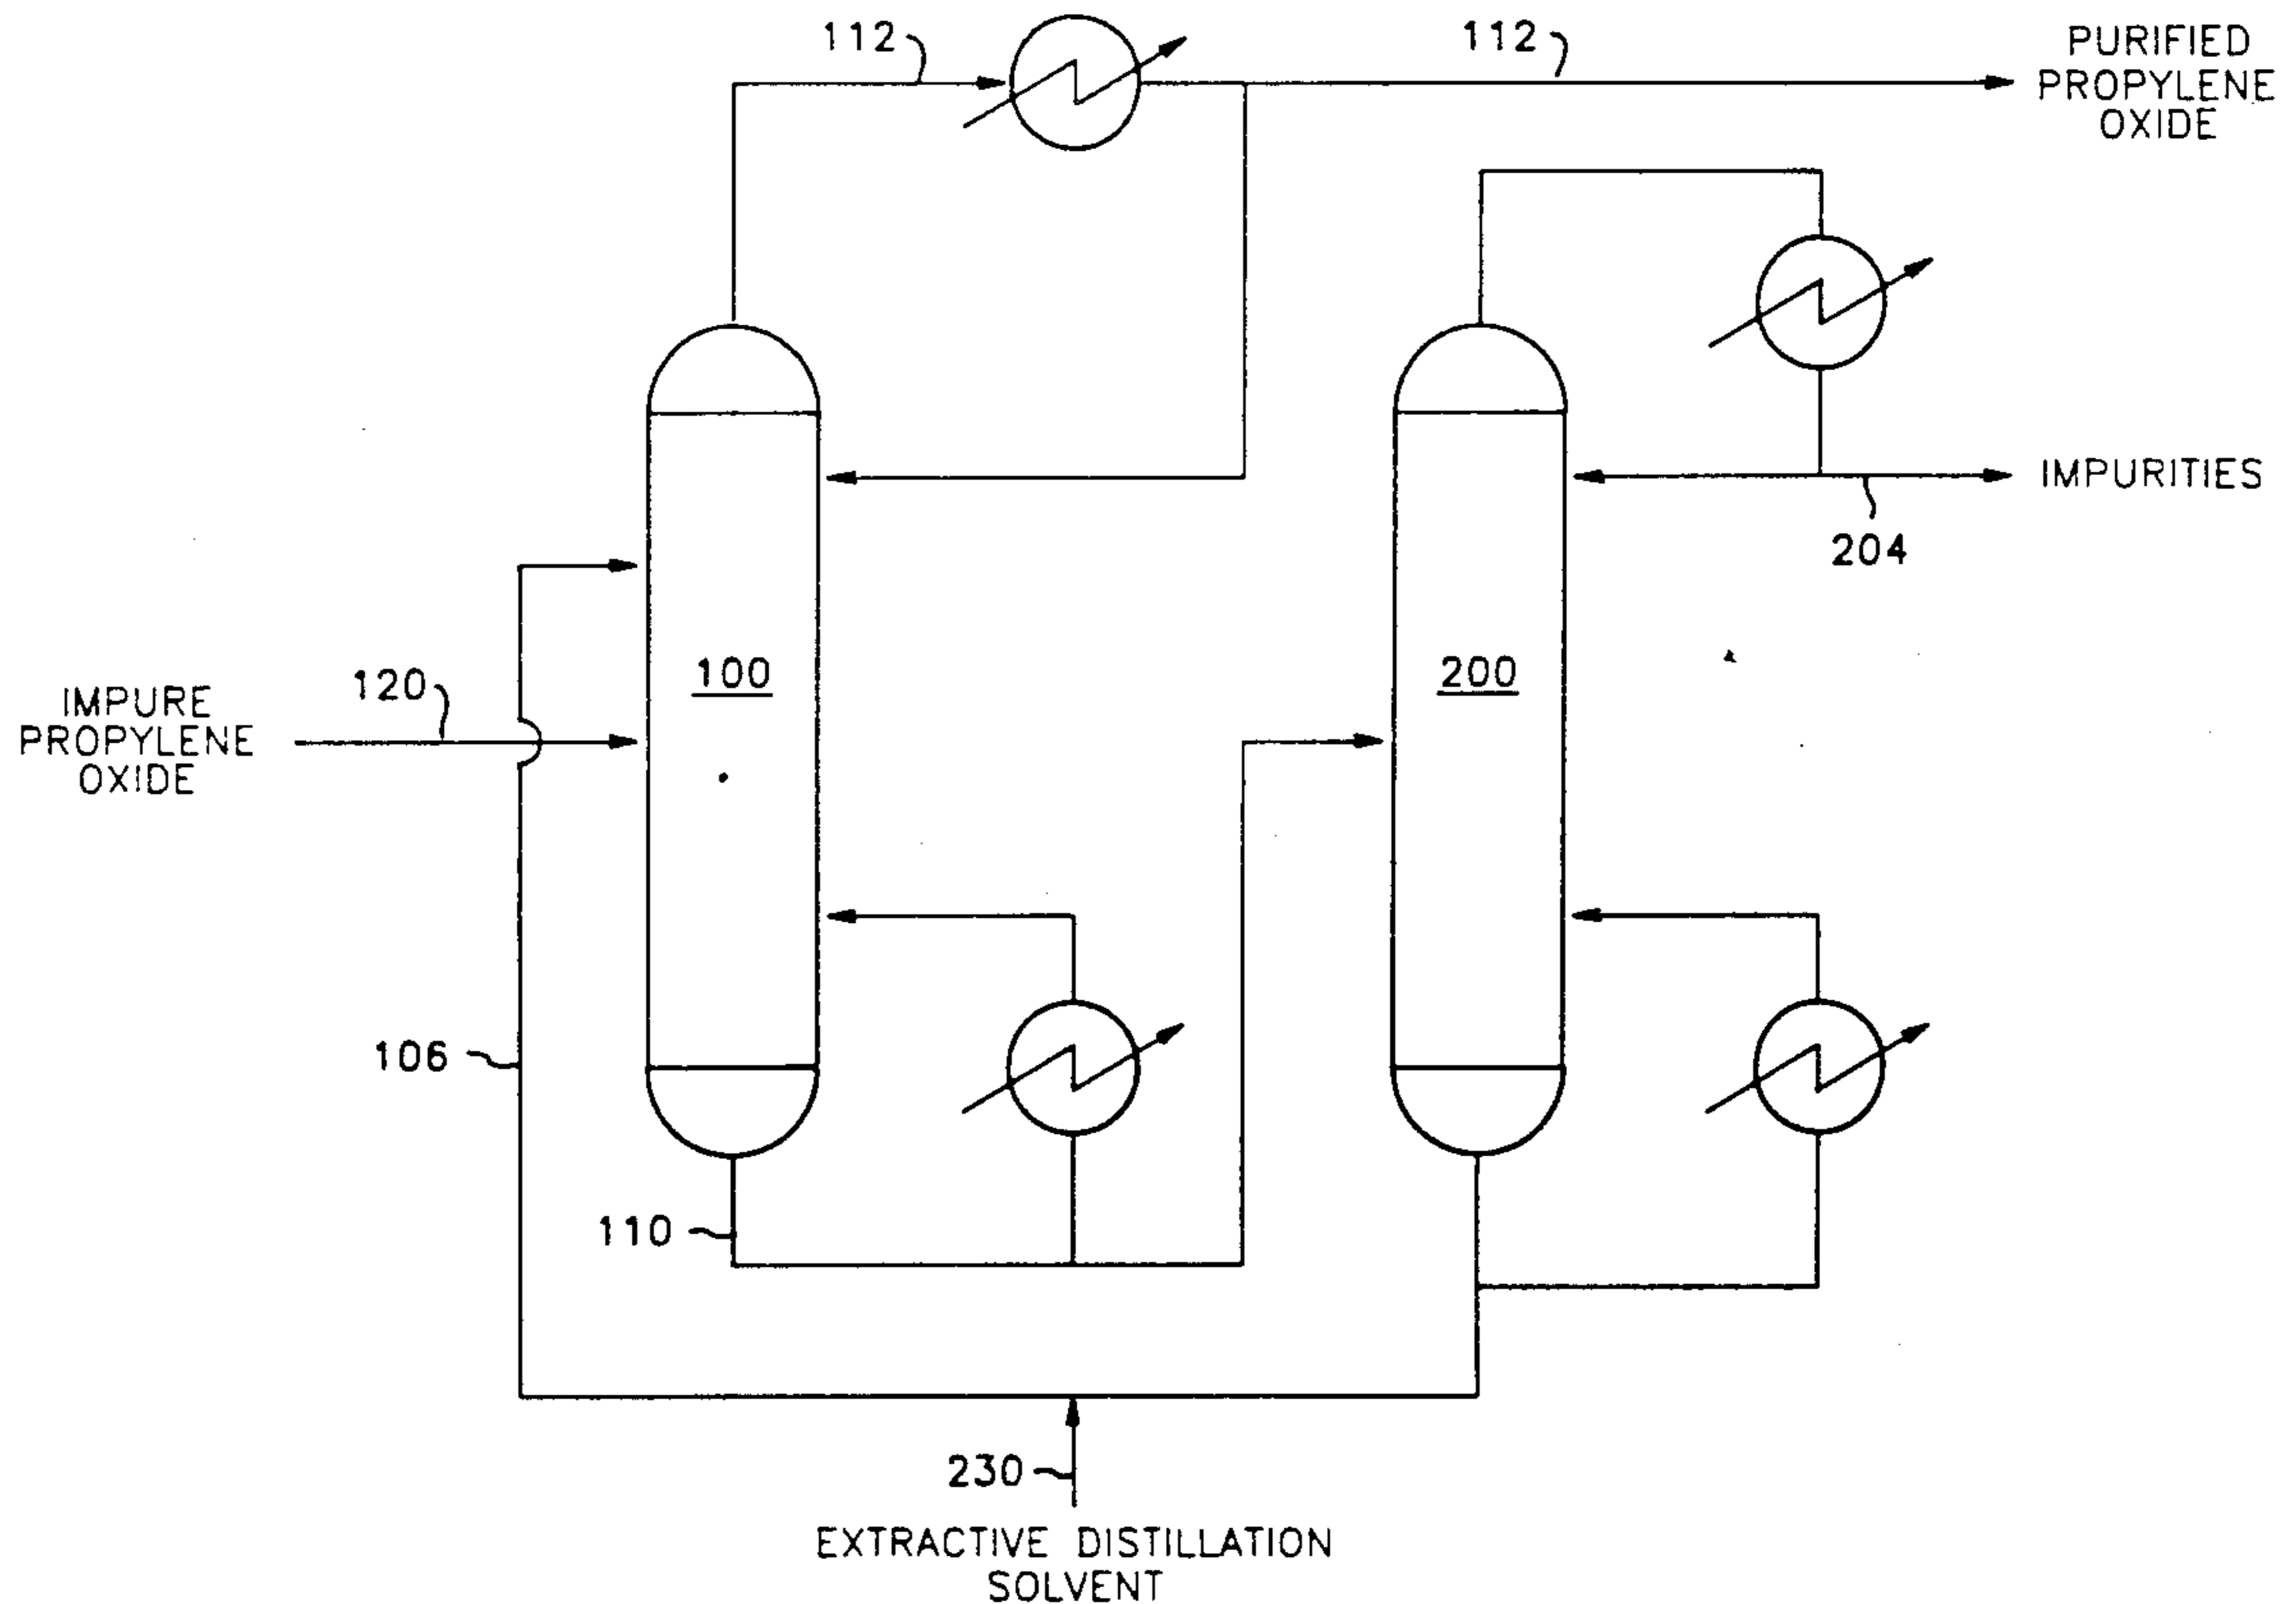 112
112
PURIFIED
PROPYLENE
OXIDE
IMPURITIES
204
100
200
120
IMPURE
PROPYLENE
OXIDE
106
110
230
EXTRACTIVE DISTILLATION
SOLVENT